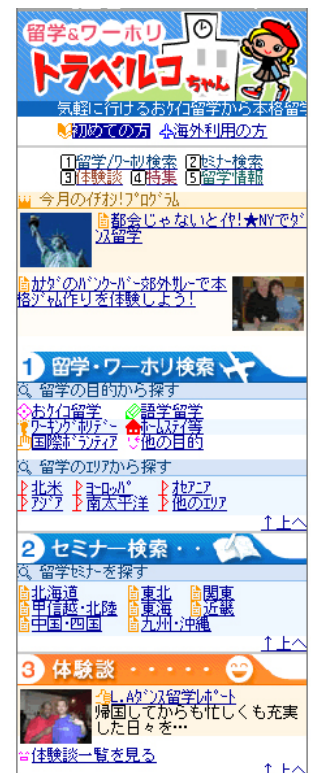 留学&ワーホリ
トラベルコちゃん
気軽に行けるおケイコ留学から本格留学
初めての方 海外利用の方
1留学/ワーホリ検索 2セミナー検索
3体験談 4特集 5留学情報
今月のイチオシ!プログラム
都会じゃないとイヤ!★NYでダ
ンス留学
カナダのバンクーバー郊外サレーで本
格ジャム作りを体験しよう!
1 留学・ワーホリ検索
留学の目的から探す
おケイコ留学 語学留学
ワーキングホリデー ホームステイ等
国際ボランティア 他の目的
留学のエリアから探す
北米 ヨーロッパ オセアニア
アジア 南太平洋 他のエリア
↑上へ
2 セミナー検索・・
留学セミナーを探す
北海道 東北 関東
甲信越・北陸 東海 近畿
中国・四国 九州・沖縄
↑上へ
3 体験談・・・・・
L.Aダンス留学レポート
帰国してからも忙しくも充実
した日々を…
体験談一覧を見る
↑上へ